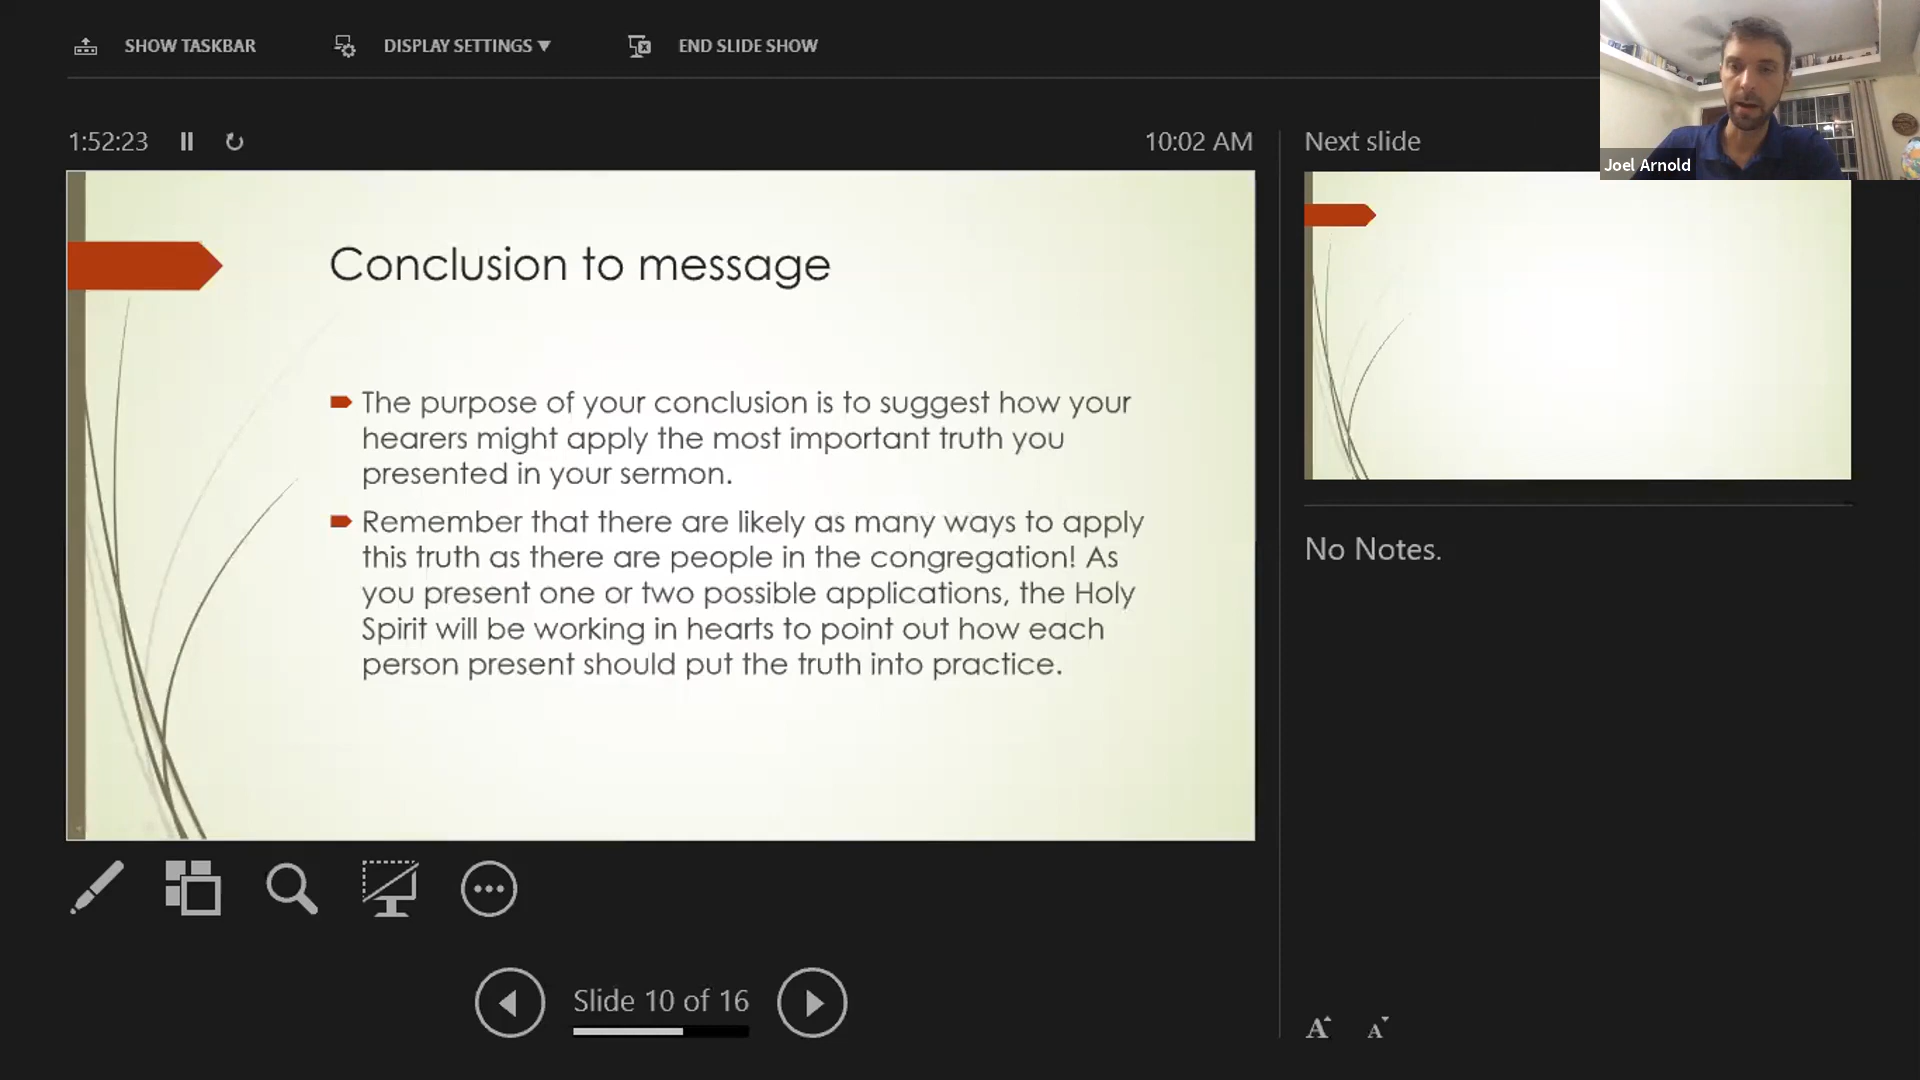 SHOW TASKBAR
DISPLAY SETTINGS ▼
END SLIDE SHOW
Joel Arnold
1:52:23
10:02 AM
Next slide
Conclusion to message
The purpose of your conclusion is to suggest how your
hearers might apply the most important truth you
presented in your sermon.
Remember that there are likely as many ways to apply
this truth as there are people in the congregation! As
you present one or two possible applications, the Holy
Spirit will be working in hearts to point out how each
person present should put the truth into practice.
No Notes.
Slide 10 of 16
A
A